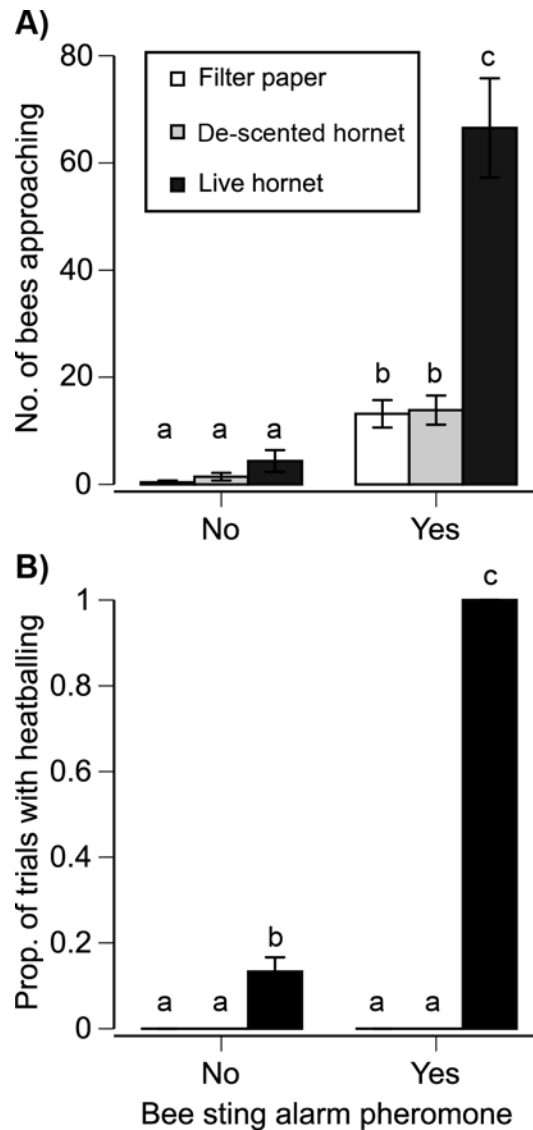 A)
No. of bees approaching
80
60
40
20
0
Filter paper
De-scented hornet
Live hornet
a a a b b c
No Yes
B)
Prop. of trials with heatballing
1
0.8
0.6
0.4
0.2
0
a a b a a c
No Yes
Bee sting alarm pheromone